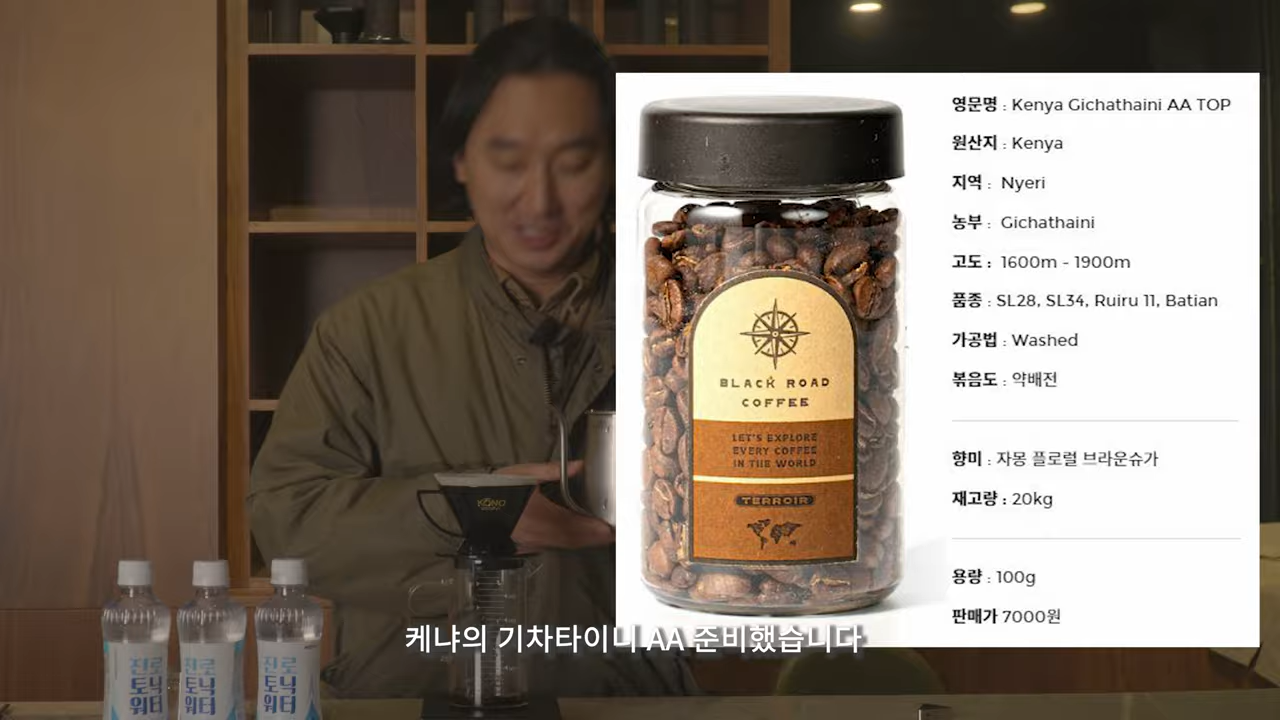 영문명 : Kenya Gichathaini AA TOP
원산지 : Kenya
지역 : Nyeri
농부 : Gichathaini
고도 : 1600m - 1900m
품종 : SL28, SL34, Ruiru 11, Batian
가공법 : Washed
볶음도 : 약배전
향미 : 자몽 플로럴 브라운슈가
재고량 : 20kg
용량 : 100g
판매가 7000원
BLACK ROAD
COFFEE
LET'S EXPLORE
EVERY COFFEE
IN THE WORLD
TERROIR
KONO
진로
토닉
워터
진로
토닉
워터
진로
토닉
워터
케냐의 기차타이니 AA 준비했습니다